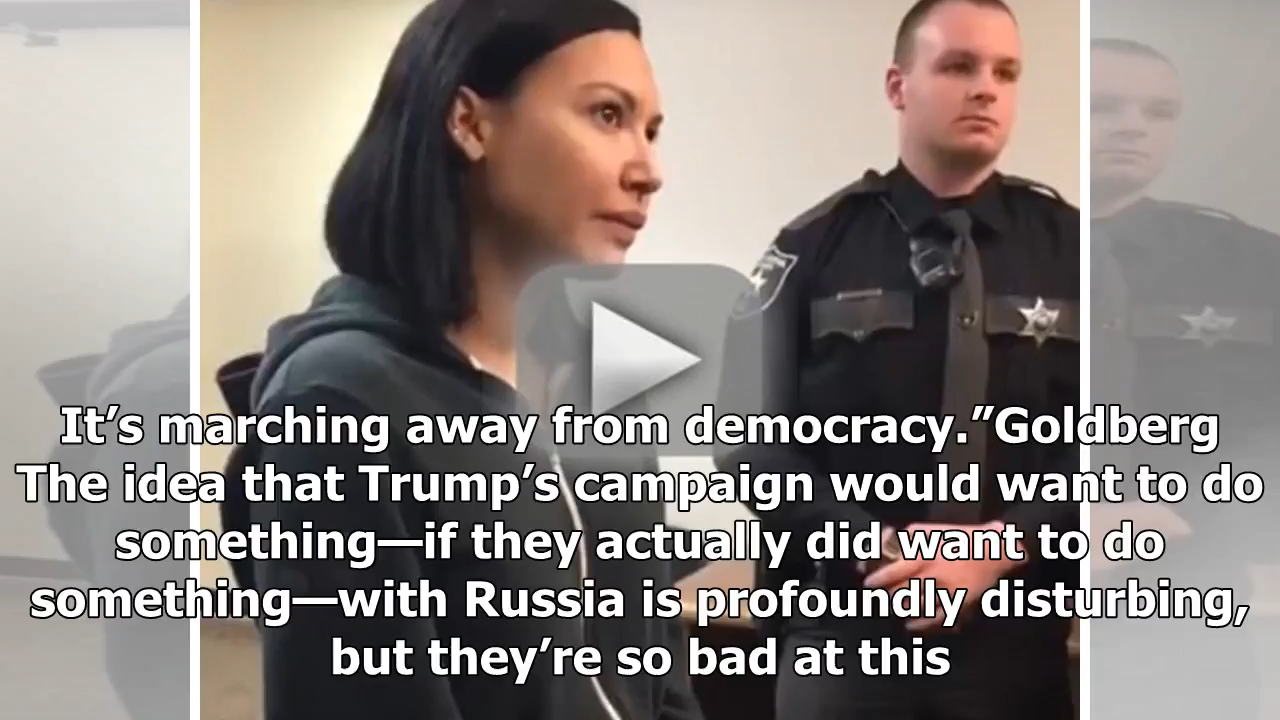 It’s marching away from democracy.”Goldberg
The idea that Trump’s campaign would want to do
something—if they actually did want to do
something—with Russia is profoundly disturbing,
but they’re so bad at this